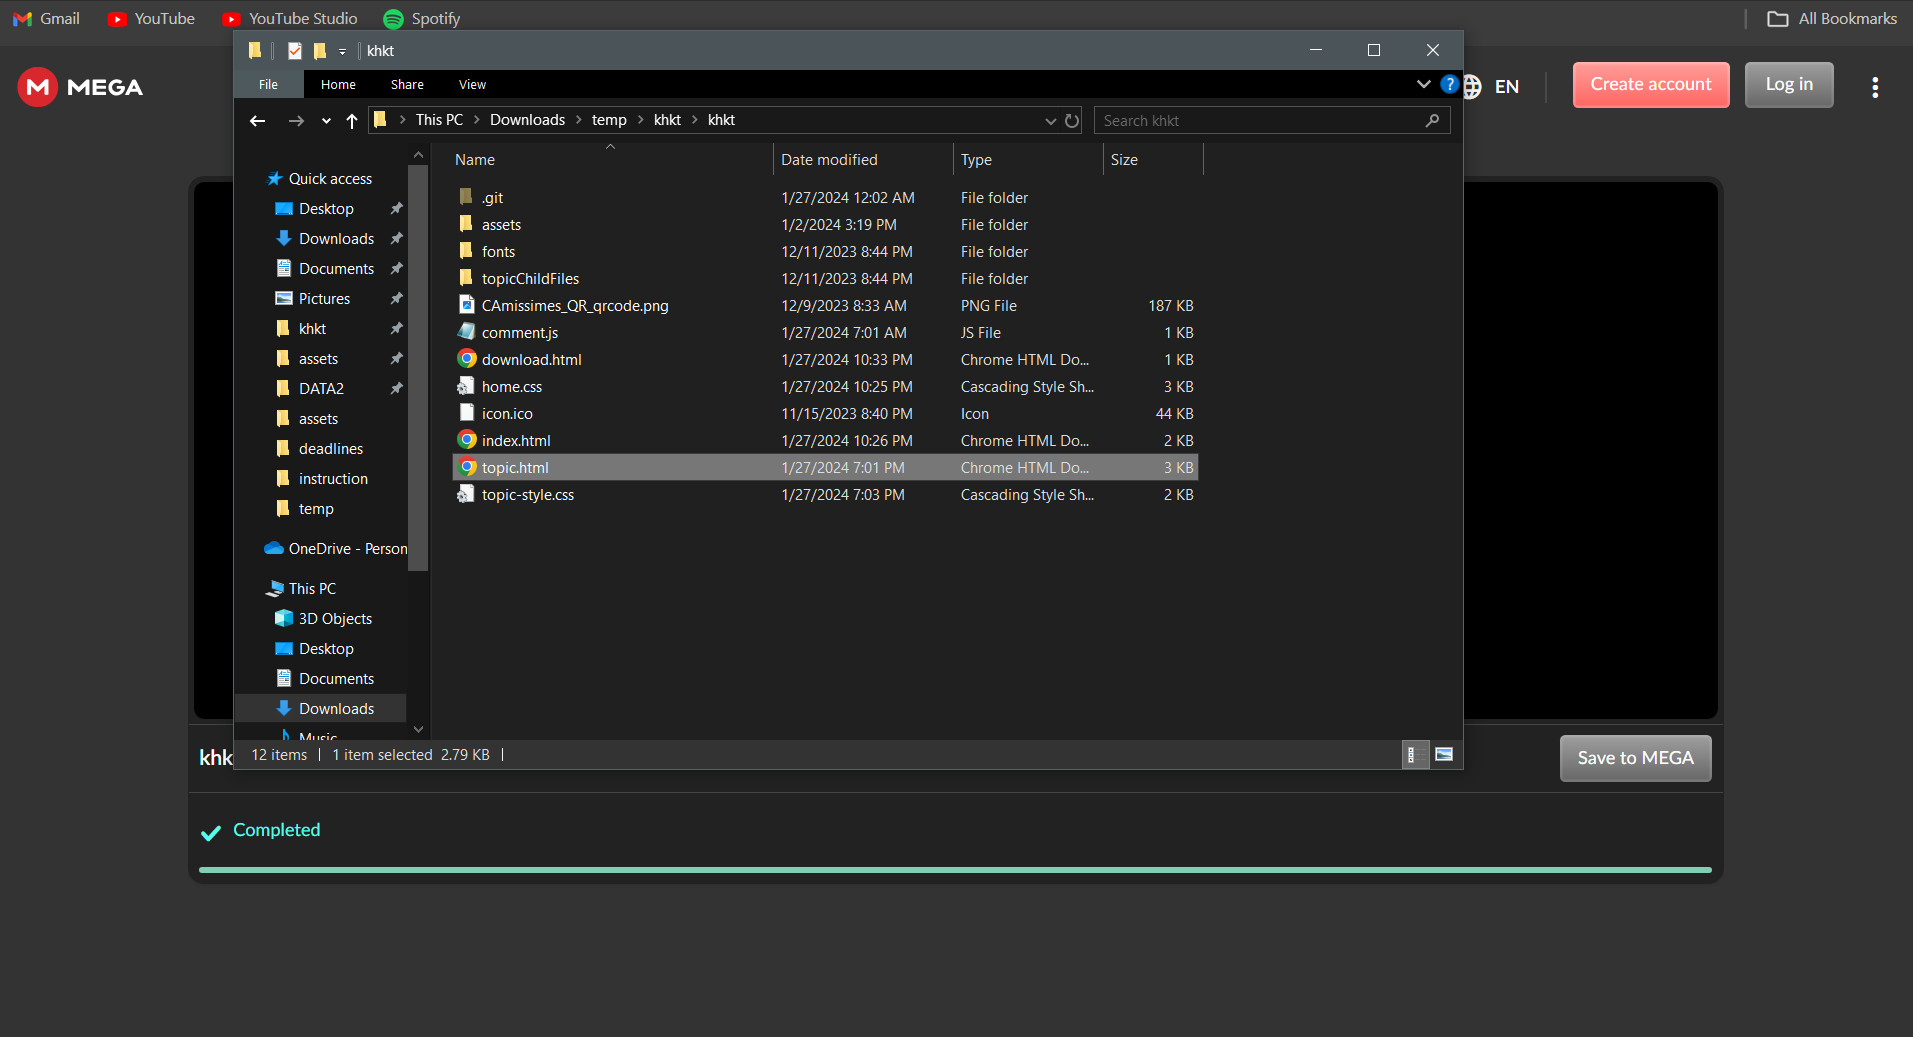 Gmail YouTube YouTube Studio Spotify All Bookmarks
khkt
MEGA
File Home Share View
? EN Create account Log in
This PC Downloads temp khkt khkt Search khkt
Name Date modified Type Size
Quick access
Desktop
Downloads
Documents
Pictures
khkt
assets
DATA2
assets
deadlines
instruction
temp
OneDrive - Person
This PC
3D Objects
Desktop
Documents
Downloads
Music
.git 1/27/2024 12:02 AM File folder
assets 1/2/2024 3:19 PM File folder
fonts 12/11/2023 8:44 PM File folder
topicChildFiles 12/11/2023 8:44 PM File folder
CAmissimes_QR_qrcode.png 12/9/2023 8:33 AM PNG File 187 KB
comment.js 1/27/2024 7:01 AM JS File 1 KB
download.html 1/27/2024 10:33 PM Chrome HTML Do... 1 KB
home.css 1/27/2024 10:25 PM Cascading Style Sh... 3 KB
icon.ico 11/15/2023 8:40 PM Icon 44 KB
index.html 1/27/2024 10:26 PM Chrome HTML Do... 2 KB
topic.html 1/27/2024 7:01 PM Chrome HTML Do... 3 KB
topic-style.css 1/27/2024 7:03 PM Cascading Style Sh... 2 KB
12 items 1 item selected 2.79 KB
khk Save to MEGA
Completed